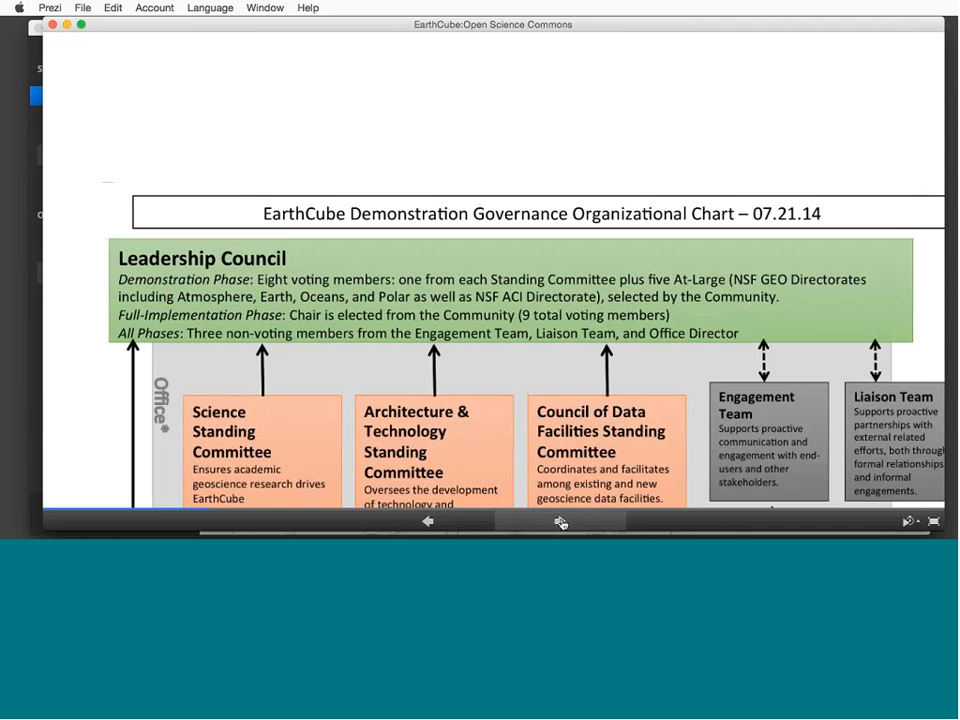 Prezi File Edit Account Language Window Help
EarthCube:Open Science Commons
EarthCube Demonstration Governance Organizational Chart – 07.21.14
Leadership Council
Demonstration Phase: Eight voting members: one from each Standing Committee plus five At-Large (NSF GEO Directorates
including Atmosphere, Earth, Oceans, and Polar as well as NSF ACI Directorate), selected by the Community.
Full-Implementation Phase: Chair is elected from the Community (9 total voting members)
All Phases: Three non-voting members from the Engagement Team, Liaison Team, and Office Director
Office*
Science
Standing
Committee
Ensures academic
geoscience research drives
EarthCube
Architecture &
Technology
Standing
Committee
Oversees the development
of technology and
Council of Data
Facilities Standing
Committee
Coordinates and facilitates
among existing and new
geoscience data facilities.
Engagement
Team
Supports proactive
communication and
engagement with end-
users and other
stakeholders.
Liaison Team
Supports proactive
partnerships with
external related
efforts, both through
formal relationships
and informal
engagements.